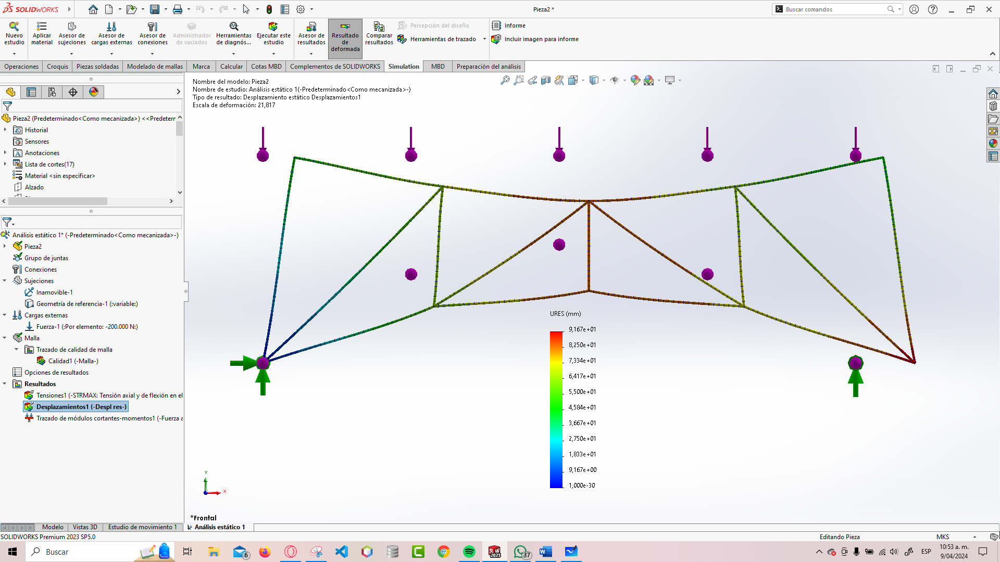 SOLIDWORKS
Pieza2 *
Buscar comandos
Nuevo estudio
Aplicar material
Asesor de sujeciones
Asesor de cargas externas
Asesor de conexiones
Administrador de vaciados
Herramientas de diagnós...
Ejecutar este estudio
Asesor de resultados
Resultado de deformada
Comparar resultados
Percepción del diseño
Herramientas de trazado
Informe
Incluir imagen para informe
Operaciones
Croquis
Piezas soldadas
Modelado de mallas
Marca
Calcular
Cotas MBD
Complementos de SOLIDWORKS
Simulation
MBD
Preparación del análisis
Pieza2 (Predeterminado<Como mecanizada>) <<Predeterm
Historial
Sensores
Anotaciones
Lista de cortes(17)
Material <sin especificar>
Alzado
Análisis estático 1* (-Predeterminado<Como mecanizada>-)
Pieza2
Grupo de juntas
Conexiones
Sujeciones
Inamovible-1
Geometría de referencia-1 (:variable:)
Cargas externas
Fuerza-1 (:Por elemento: -200.000 N:)
Malla
Trazado de calidad de malla
Calidad1 (-Malla-)
Opciones de resultados
Resultados
Tensiones1 (-STRMAX: Tensión axial y de flexión en el
Desplazamientos1 (-Despl res-)
Trazado de módulos cortantes-momentos1 (-Fuerza a
Nombre del modelo: Pieza2
Nombre de estudio: Análisis estático 1(-Predeterminado<Como mecanizada>-)
Tipo de resultado: Desplazamiento estático Desplazamientos1
Escala de deformación: 21,817
URES (mm)
9,167e+01
8,250e+01
7,334e+01
6,417e+01
5,500e+01
4,584e+01
3,667e+01
2,750e+01
1,833e+01
9,167e+00
1,000e-30
Y
X
*Frontal
Modelo
Vistas 3D
Estudio de movimiento 1
Análisis estático 1
SOLIDWORKS Premium 2023 SP5.0
Editando Pieza
MKS
Buscar
6
SW
2023
37
ESP
10:53 a. m.
9/04/2024